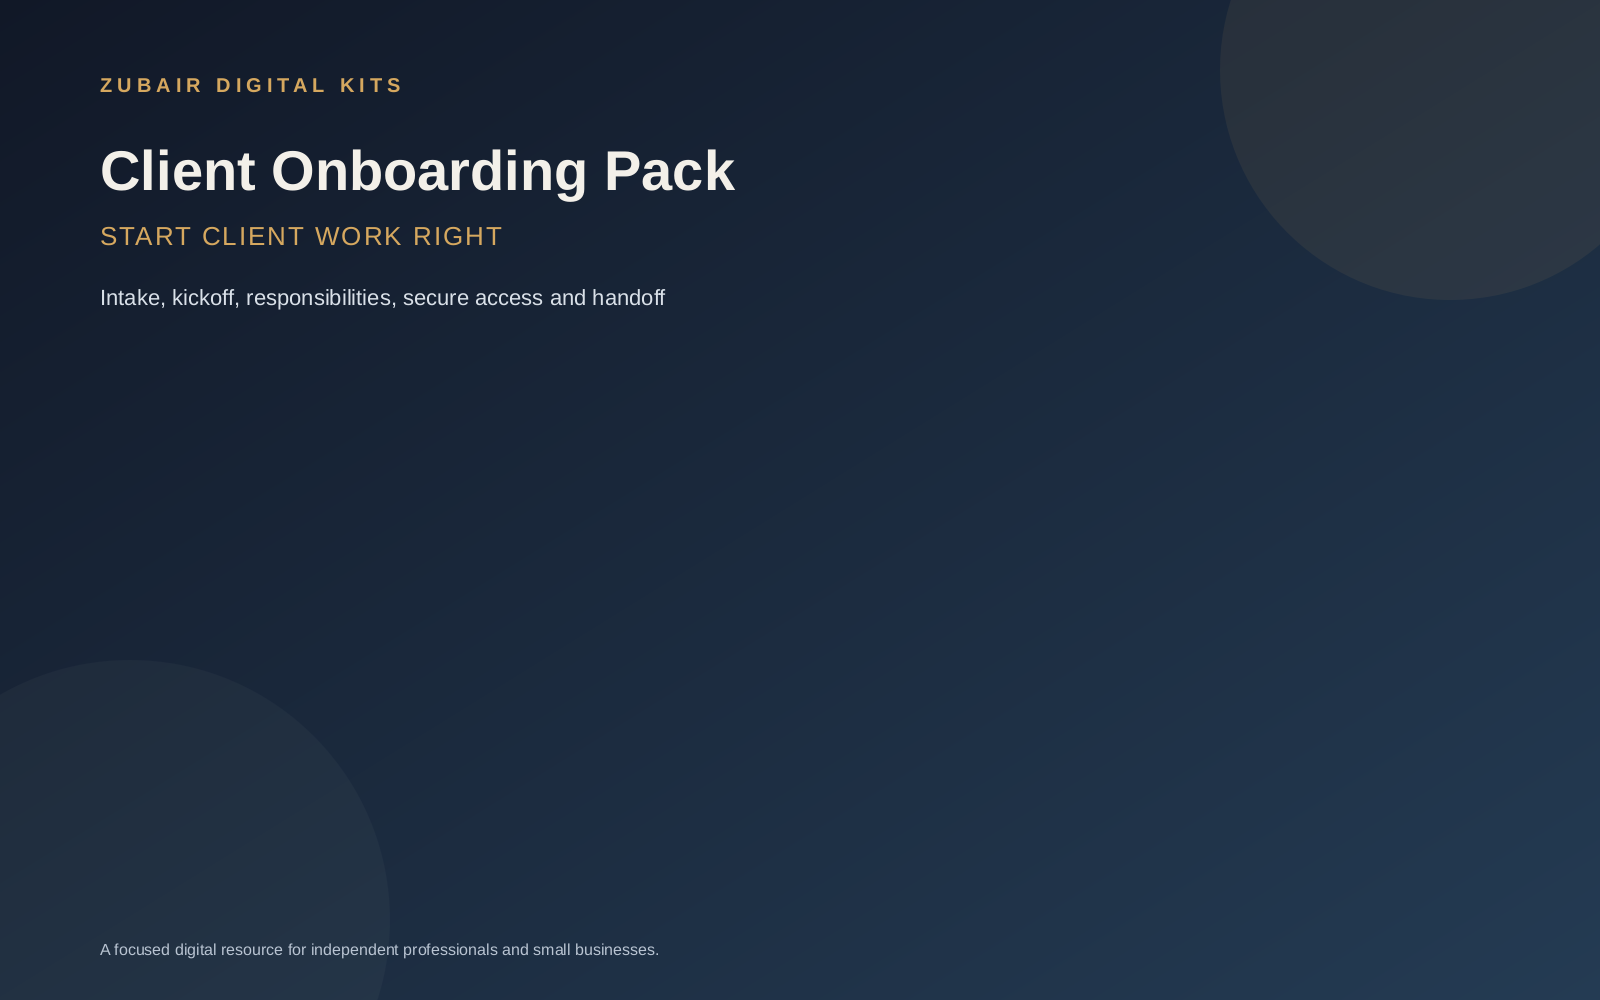 ZUBAIR DIGITAL KITS
Client Onboarding Pack
START CLIENT WORK RIGHT
Intake, kickoff, responsibilities, secure access and handoff
A focused digital resource for independent professionals and small businesses.